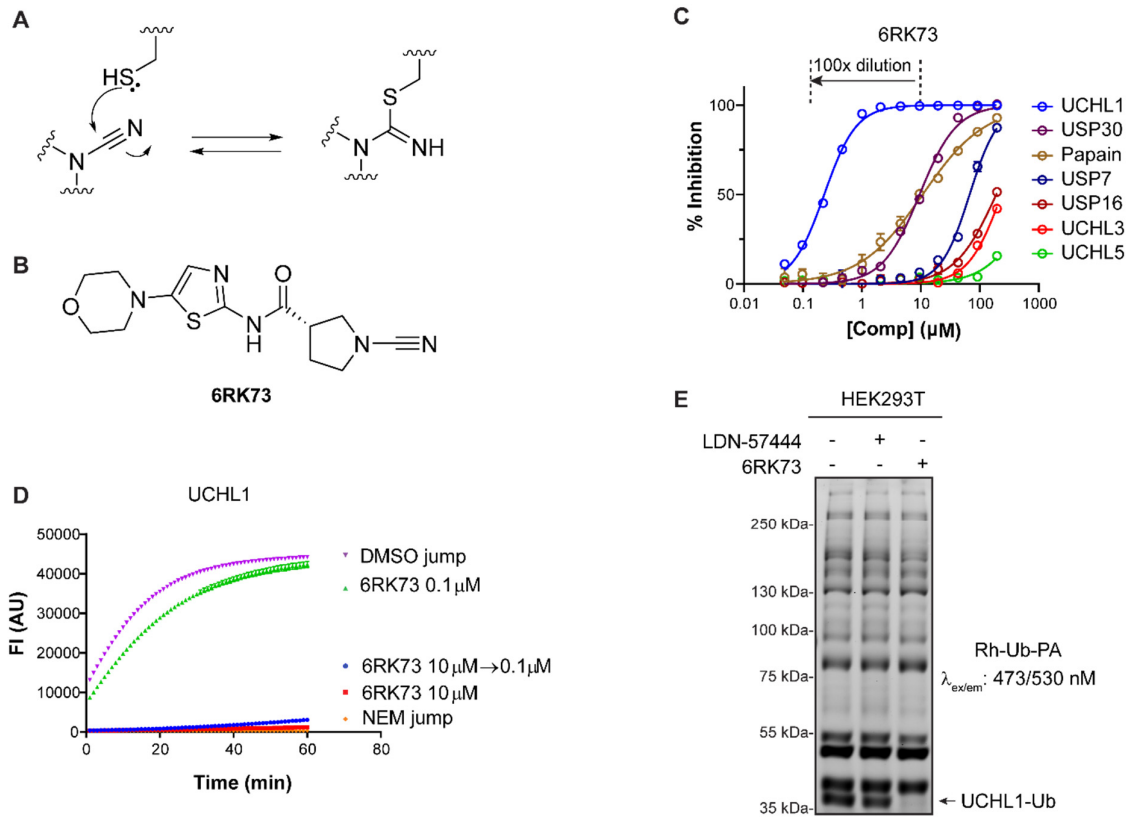 A
HS:
N
N
S
N
NH
B
O
N
N
S
N
H
O
N
N
6RK73
C
6RK73
100x dilution
100
50
0
% Inhibition
0.01
0.1
1
10
100
1000
[Comp] (µM)
UCHL1
USP30
Papain
USP7
USP16
UCHL3
UCHL5
D
UCHL1
50000
40000
30000
20000
10000
0
FI (AU)
0
20
40
60
80
Time (min)
DMSO jump
6RK73 0.1µM
6RK73 10µM→0.1µM
6RK73 10µM
NEM jump
E
HEK293T
LDN-57444 - + -
6RK73 - - +
250 kDa-
130 kDa-
100 kDa-
75 kDa-
55 kDa-
35 kDa-
Rh-Ub-PA
λex/em: 473/530 nM
← UCHL1-Ub